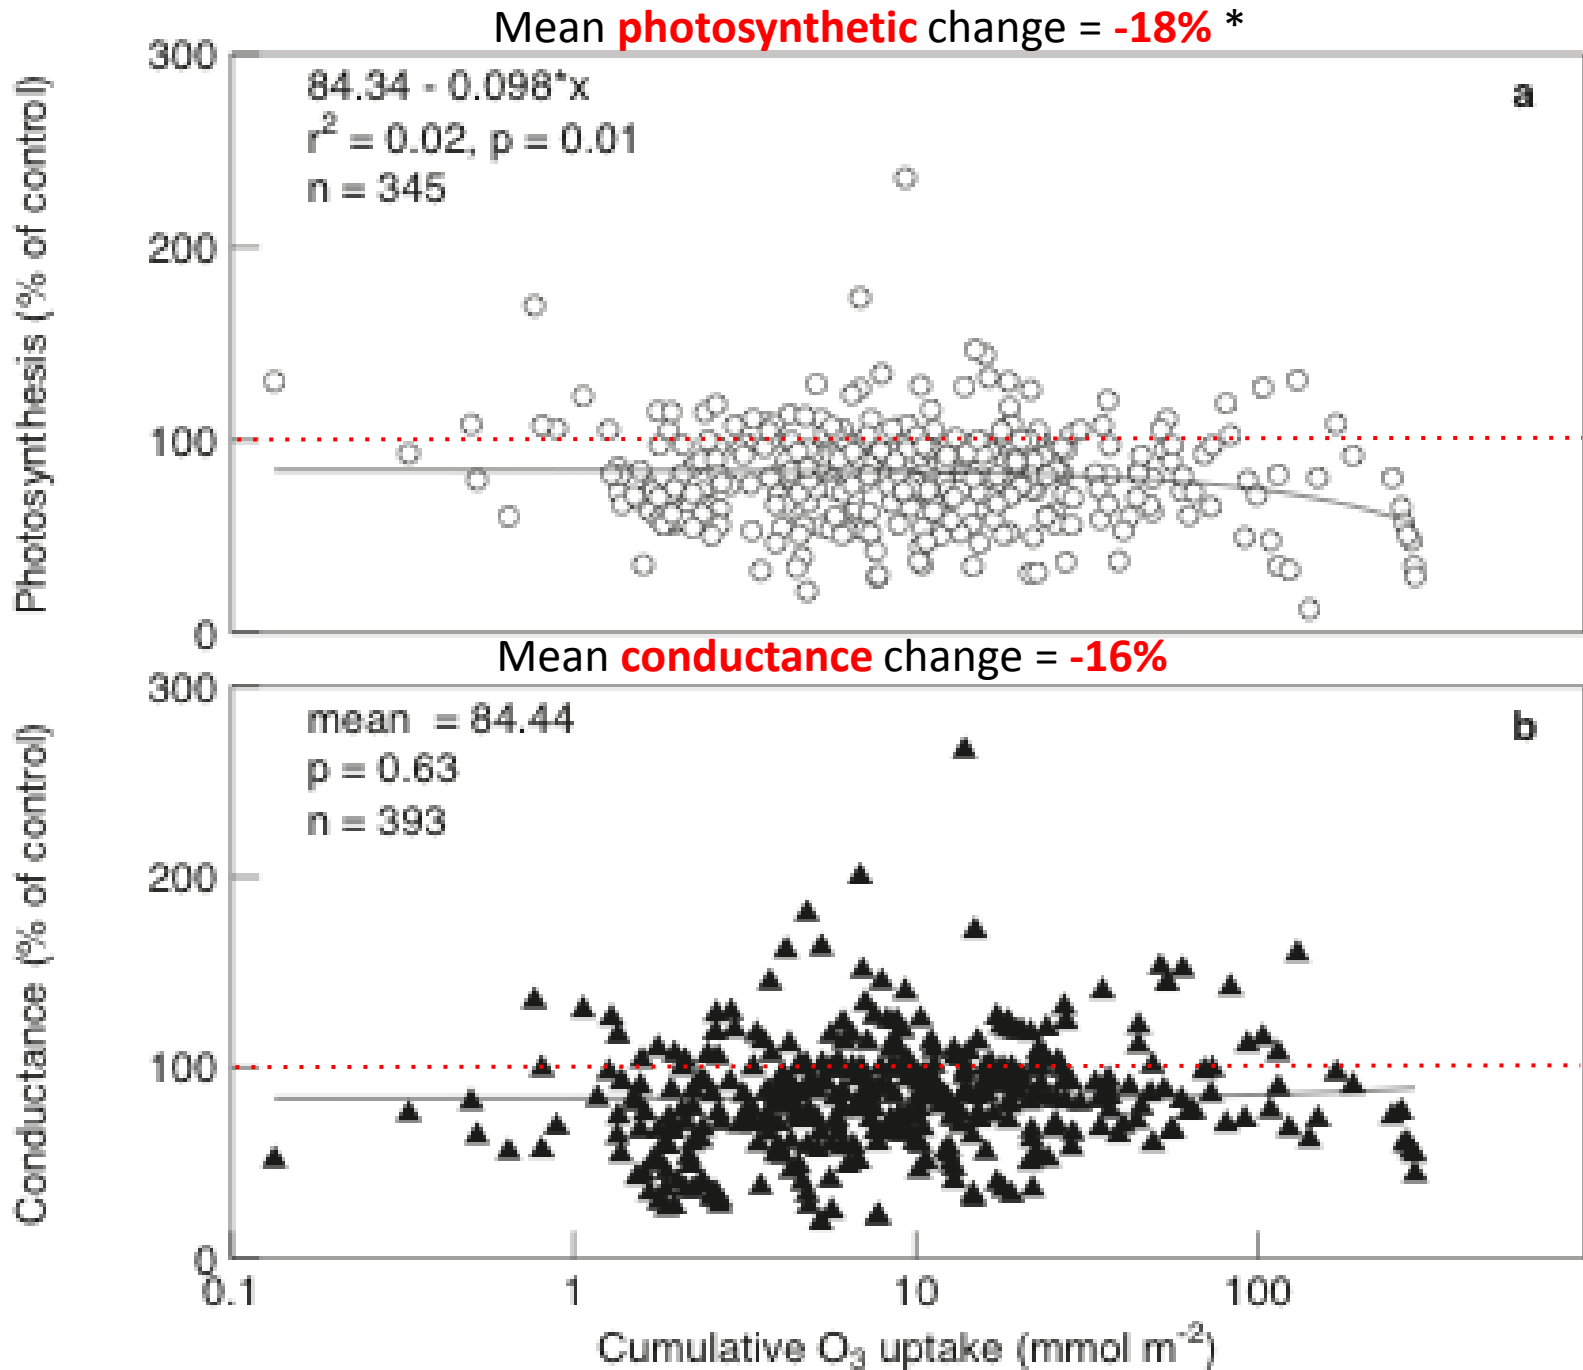 Mean photosynthetic change = -18% *
300
200
100
0
Photosynthesis (% of control)
84.34 - 0.098*x
r² = 0.02, p = 0.01
n = 345
a
Mean conductance change = -16%
300
200
100
0
Conductance (% of control)
mean = 84.44
p = 0.63
n = 393
b
0.1 1 10 100
Cumulative O₃ uptake (mmol m⁻²)